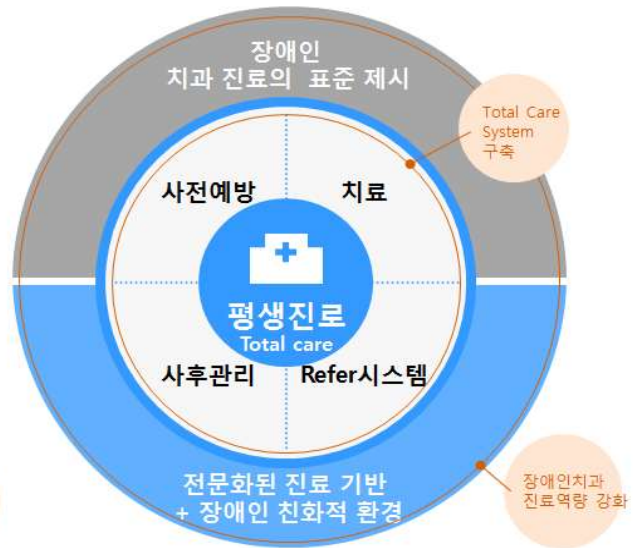 장애인
치과 진료의 표준 제시
Total Care
System
구축
사전예방
치료
평생진로
Total care
사후관리
Refer시스템
전문화된 진료 기반
+ 장애인 친화적 환경
장애인치과
진료역량 강화